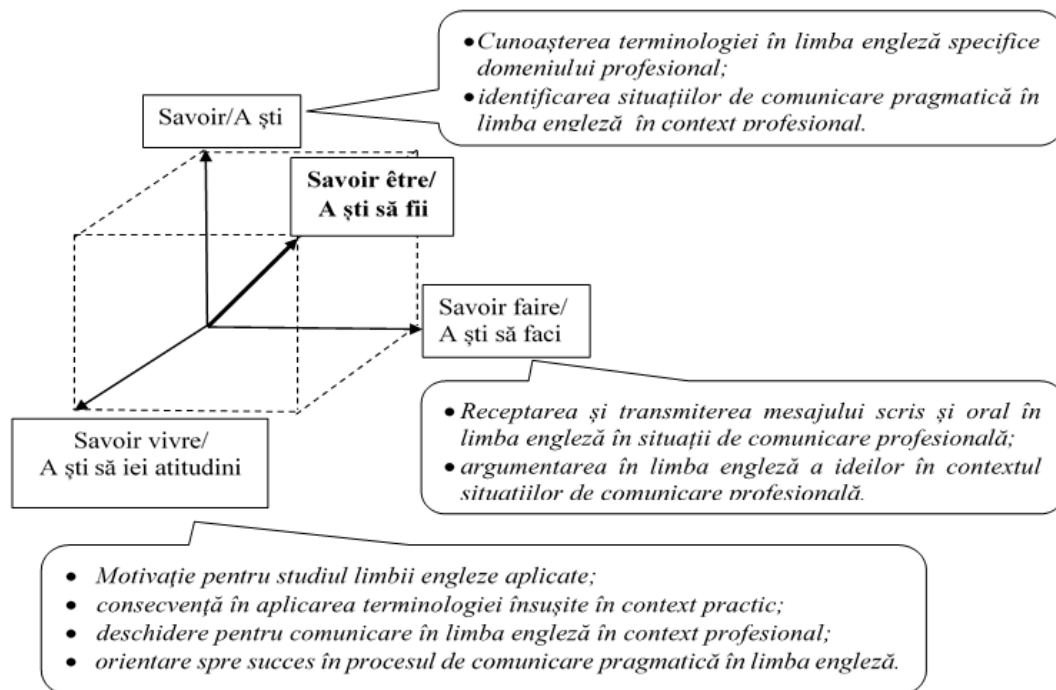 • Cunoașterea terminologiei în limba engleză specifice
domeniului profesional;
• identificarea situațiilor de comunicare pragmatică în
limba engleză în context profesional.
Savoir/A ști
Savoir être/
A ști să fii
Savoir faire/
A ști să faci
• Receptarea și transmiterea mesajului scris și oral în
limba engleză în situații de comunicare profesională;
• argumentarea în limba engleză a ideilor în contextul
situațiilor de comunicare profesională.
Savoir vivre/
A ști să iei atitudini
• Motivație pentru studiul limbii engleze aplicate;
• consecvență în aplicarea terminologiei însușite în context practic;
• deschidere pentru comunicare în limba engleză în context profesional;
• orientare spre succes în procesul de comunicare pragmatică în limba engleză.